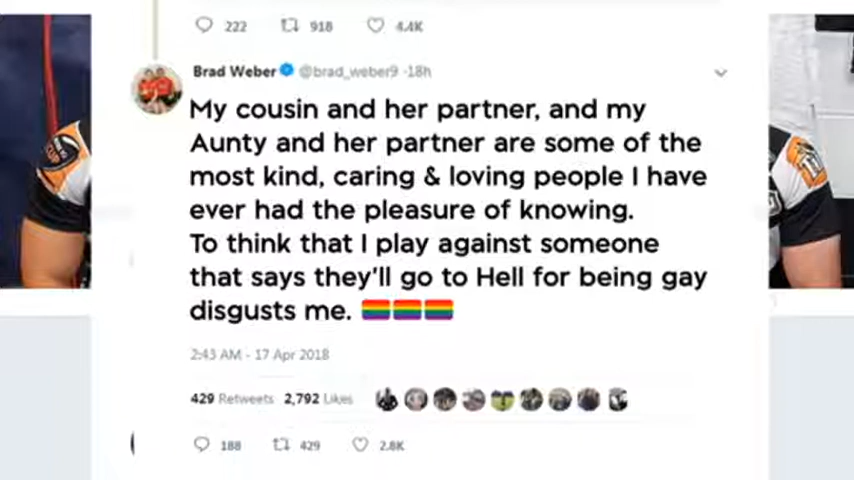 222 918 4.4K
Brad Weber @brad_weber9 -18h
My cousin and her partner, and my
Aunty and her partner are some of the
most kind, caring & loving people I have
ever had the pleasure of knowing.
To think that I play against someone
that says they'll go to Hell for being gay
disgusts me. 🏳️‍🌈🏳️‍🌈🏳️‍🌈
2:43 AM - 17 Apr 2018
429 Retweets 2,792 Likes
188 429 2.8K